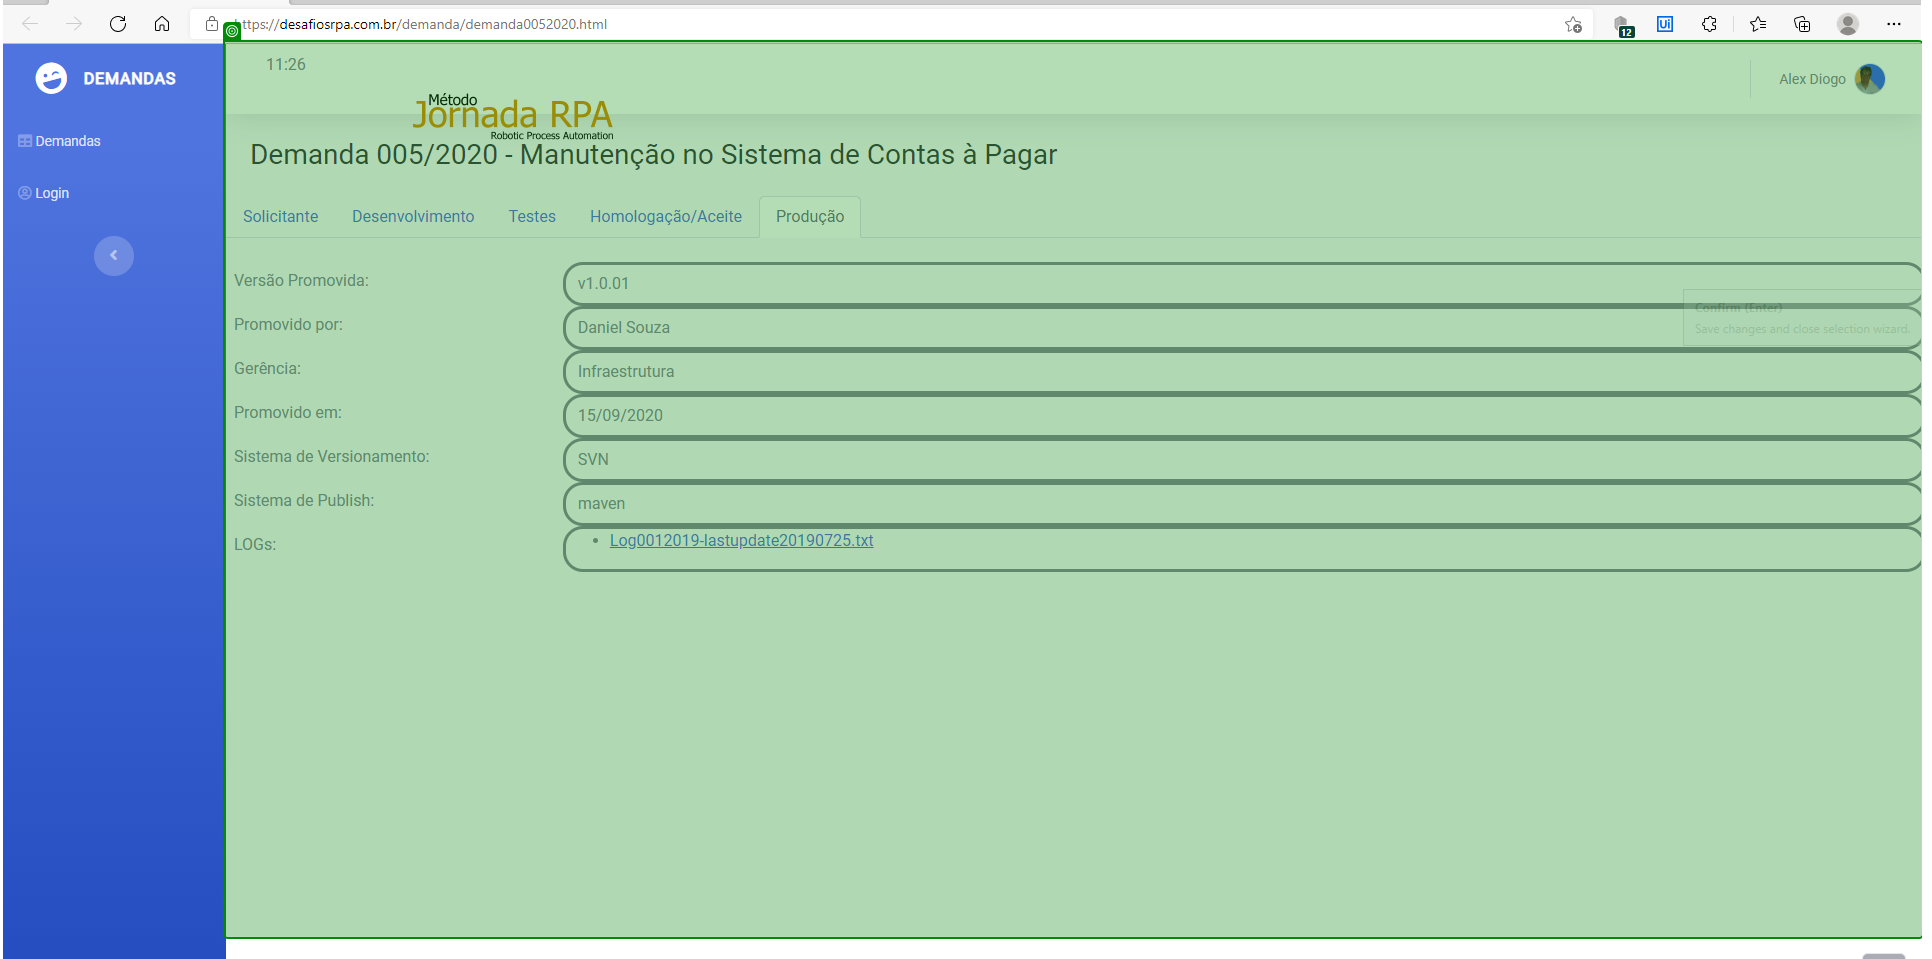 https://desafiosrpa.com.br/demanda/demanda0052020.html
12
Ui
DEMANDAS
Demandas
Login
11:26
Alex Diogo
Método
Jornada RPA
Robotic Process Automation
Demanda 005/2020 - Manutenção no Sistema de Contas à Pagar
Solicitante Desenvolvimento Testes Homologação/Aceite Produção
Versão Promovida: v1.0.01
Confirm (Enter)
Save changes and close selection wizard.
Promovido por: Daniel Souza
Gerência: Infraestrutura
Promovido em: 15/09/2020
Sistema de Versionamento: SVN
Sistema de Publish: maven
LOGs: Log0012019-lastupdate20190725.txt